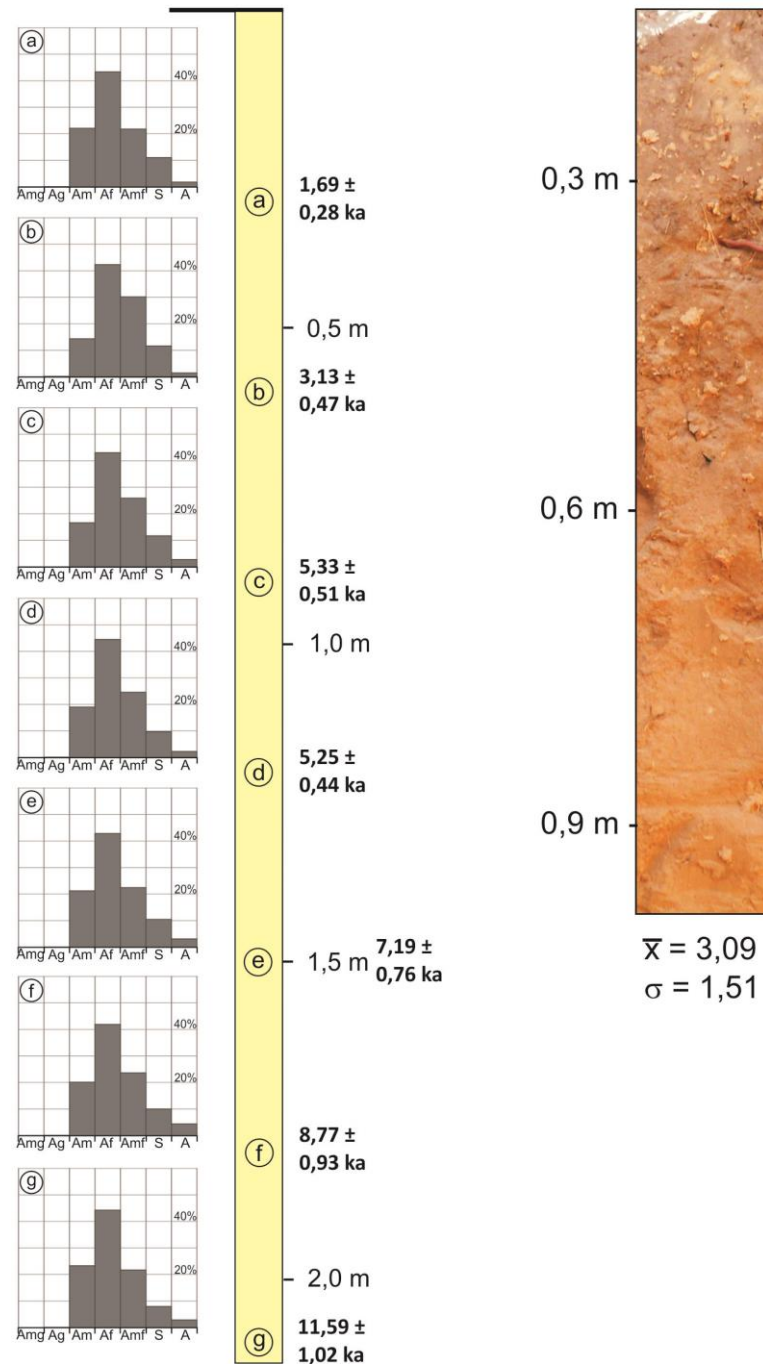 a
40%
20%
Amg Ag Am Af Amf S A
b
40%
20%
Amg Ag Am Af Amf S A
c
40%
20%
Amg Ag Am Af Amf S A
d
40%
20%
Amg Ag Am Af Amf S A
e
40%
20%
Amg Ag Am Af Amf S A
f
40%
20%
Amg Ag Am Af Amf S A
g
40%
20%
Amg Ag Am Af Amf S A
a
1,69 ±
0,28 ka
0,5 m
b
3,13 ±
0,47 ka
c
5,33 ±
0,51 ka
1,0 m
d
5,25 ±
0,44 ka
e
1,5 m
7,19 ±
0,76 ka
f
8,77 ±
0,93 ka
2,0 m
g
11,59 ±
1,02 ka
0,3 m
0,6 m
0,9 m
x̅ = 3,09
σ = 1,51